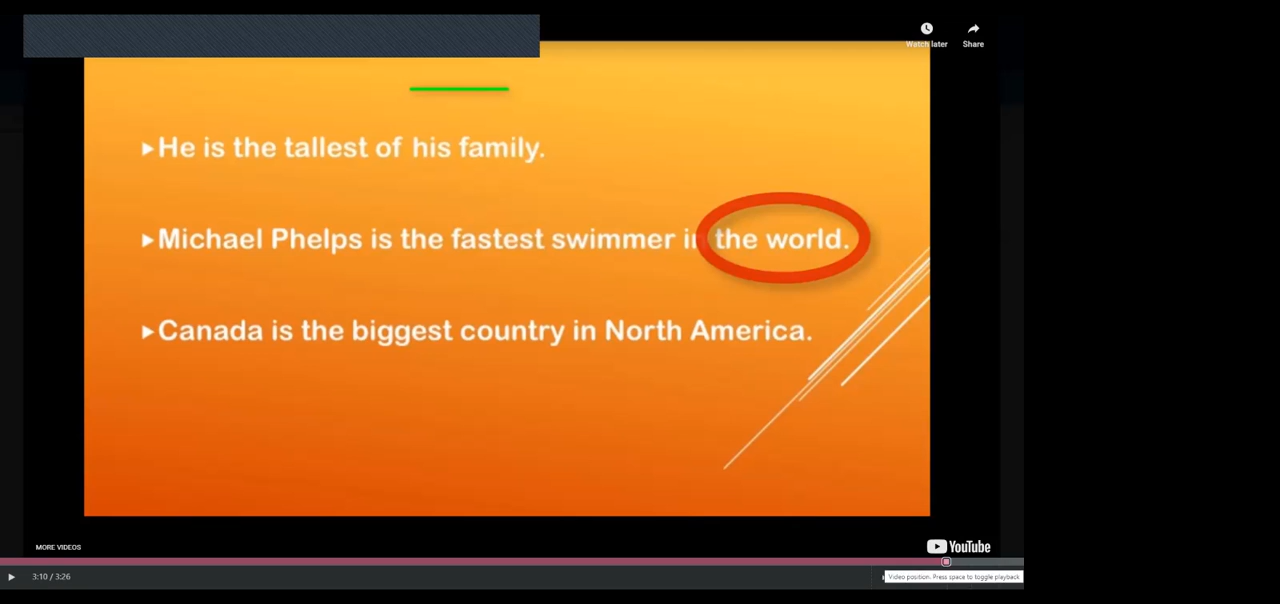 Watch later
Share
►He is the tallest of his family.
►Michael Phelps is the fastest swimmer in the world.
►Canada is the biggest country in North America.
MORE VIDEOS
YouTube
3:10 / 3:26
Video position. Press space to toggle playback